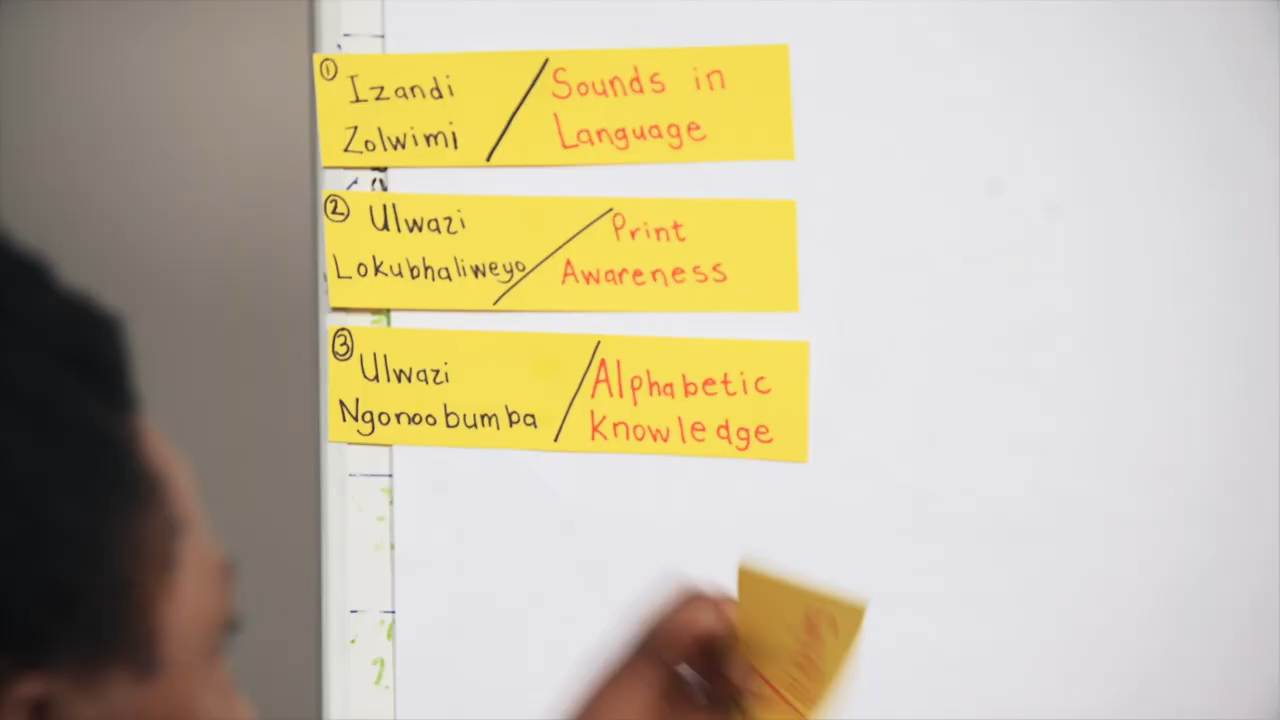 ① Izandi / Sounds in
Zolwimi Language
② Ulwazi / Print
Lokubhaliweyo Awareness
③ Ulwazi / Alphabetic
Ngonoobumba Knowledge